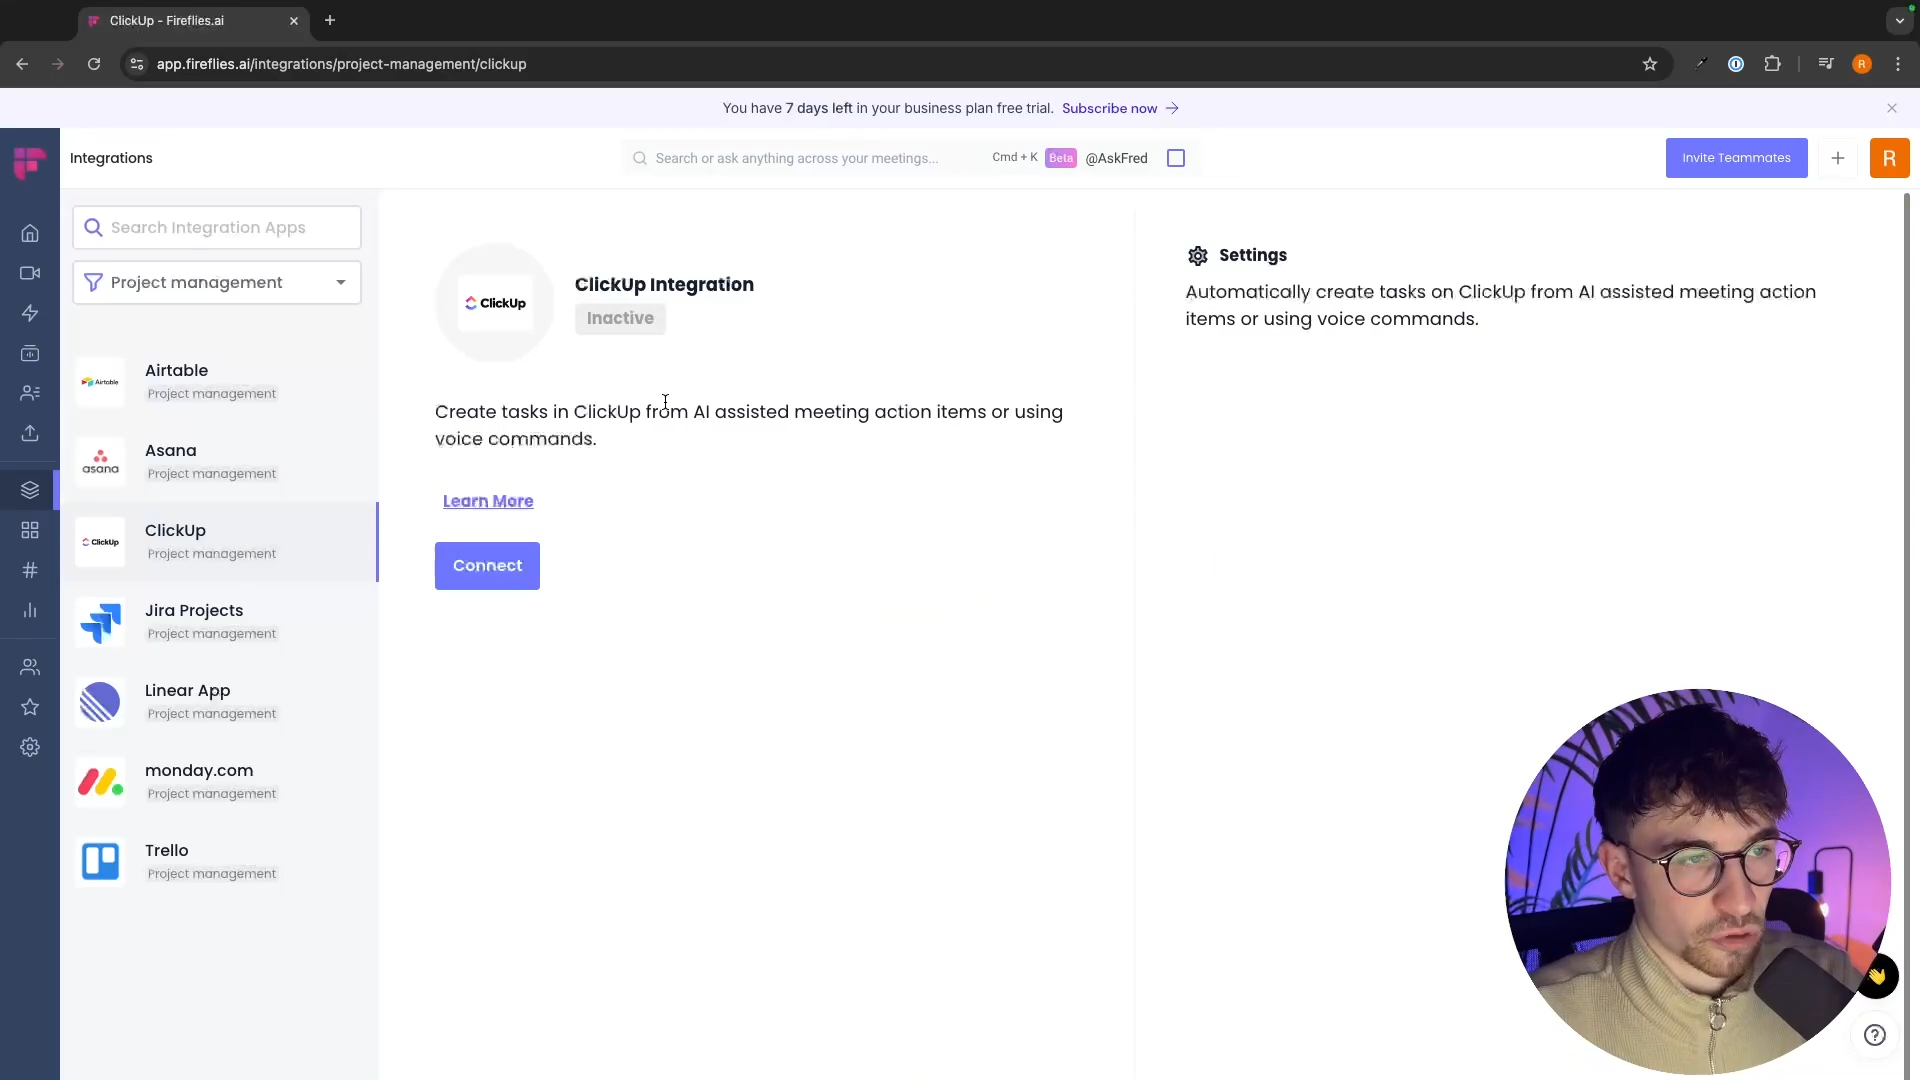 ClickUp - Fireflies.ai
app.fireflies.ai/integrations/project-management/clickup
R
You have 7 days left in your business plan free trial. Subscribe now
Integrations
Search or ask anything across your meetings...
Cmd + K
Beta
@AskFred
Invite Teammates
R
Search Integration Apps
Project management
Airtable
Airtable
Project management
asana
Asana
Project management
ClickUp
ClickUp
Project management
Jira Projects
Project management
Linear App
Project management
monday.com
Project management
Trello
Project management
ClickUp
ClickUp Integration
Inactive
Create tasks in ClickUp from AI assisted meeting action items or using
voice commands.
Learn More
Connect
Settings
Automatically create tasks on ClickUp from AI assisted meeting action
items or using voice commands.